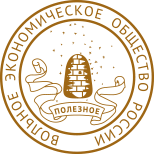 ВОЛЬНОЕ ЭКОНОМИЧЕСКОЕ ОБЩЕСТВО РОССИИ
ПОЛЕЗНОЕ